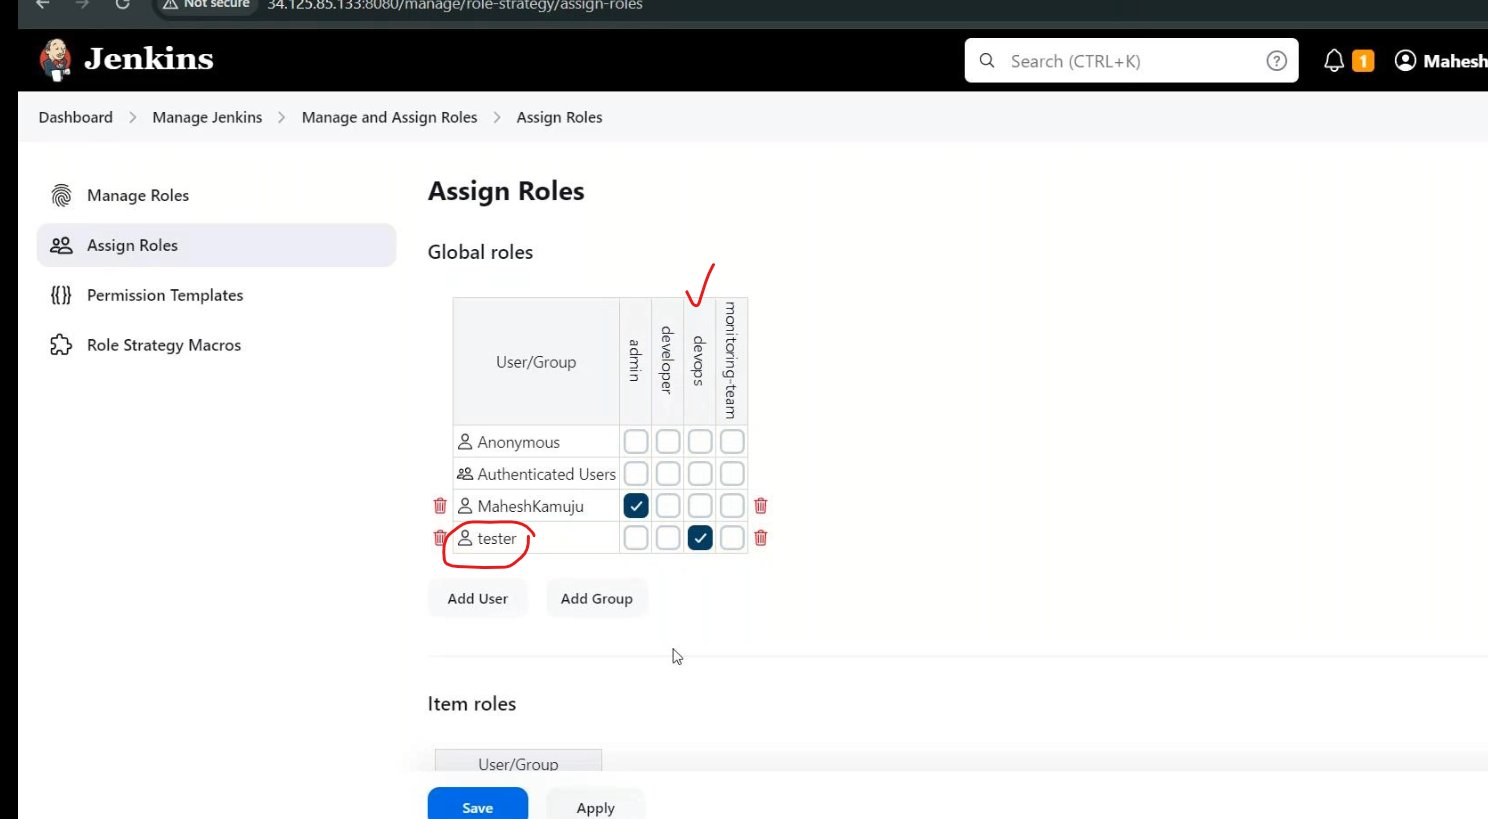 Not secure 34.125.85.133:8080/manage/role-strategy/assign-roles
Jenkins
Search (CTRL+K)
?
1
Mahesh
Dashboard > Manage Jenkins > Manage and Assign Roles > Assign Roles
Manage Roles
Assign Roles
Permission Templates
Role Strategy Macros
Assign Roles
Global roles
User/Group
admin
developer
devops
monitoring-team
Anonymous
Authenticated Users
MaheshKamuju
tester
Add User
Add Group
Item roles
User/Group
Save
Apply